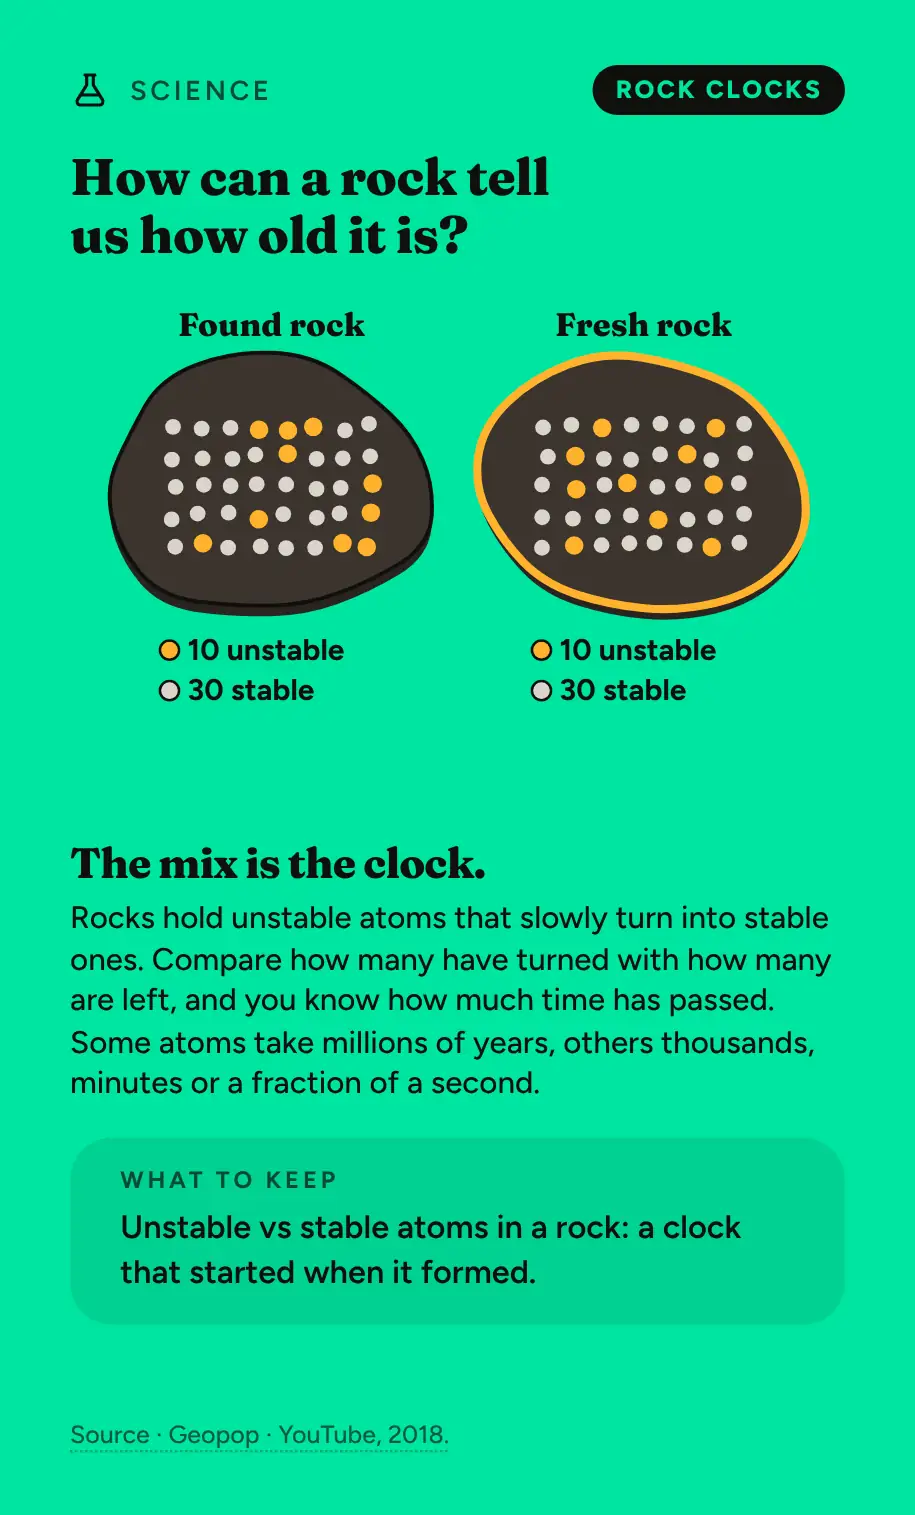 SCIENCE
ROCK CLOCKS
How can a rock tell
us how old it is?
Found rock
Fresh rock
10 unstable
30 stable
10 unstable
30 stable
The mix is the clock.
Rocks hold unstable atoms that slowly turn into stable
ones. Compare how many have turned with how many
are left, and you know how much time has passed.
Some atoms take millions of years, others thousands,
minutes or a fraction of a second.
WHAT TO KEEP
Unstable vs stable atoms in a rock: a clock
that started when it formed.
Source · Geopop · YouTube, 2018.